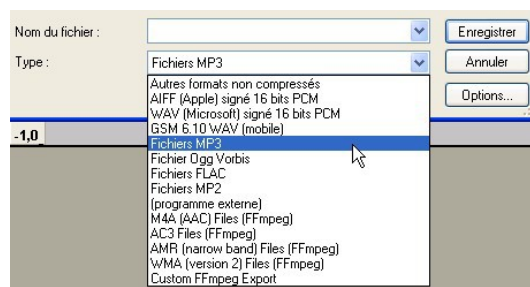 Nom du fichier :
Enregistrer
Type :
Fichiers MP3
Annuler
Options...
Autres formats non compressés
AIFF (Apple) signé 16 bits PCM
WAV (Microsoft) signé 16 bits PCM
GSM 6.10 WAV (mobile)
Fichiers MP3
Fichier Ogg Vorbis
Fichiers FLAC
Fichiers MP2
(programme externe)
M4A (AAC) Files (FFmpeg)
AC3 Files (FFmpeg)
AMR (narrow band) Files (FFmpeg)
WMA (version 2) Files (FFmpeg)
Custom FFmpeg Export
-1,0